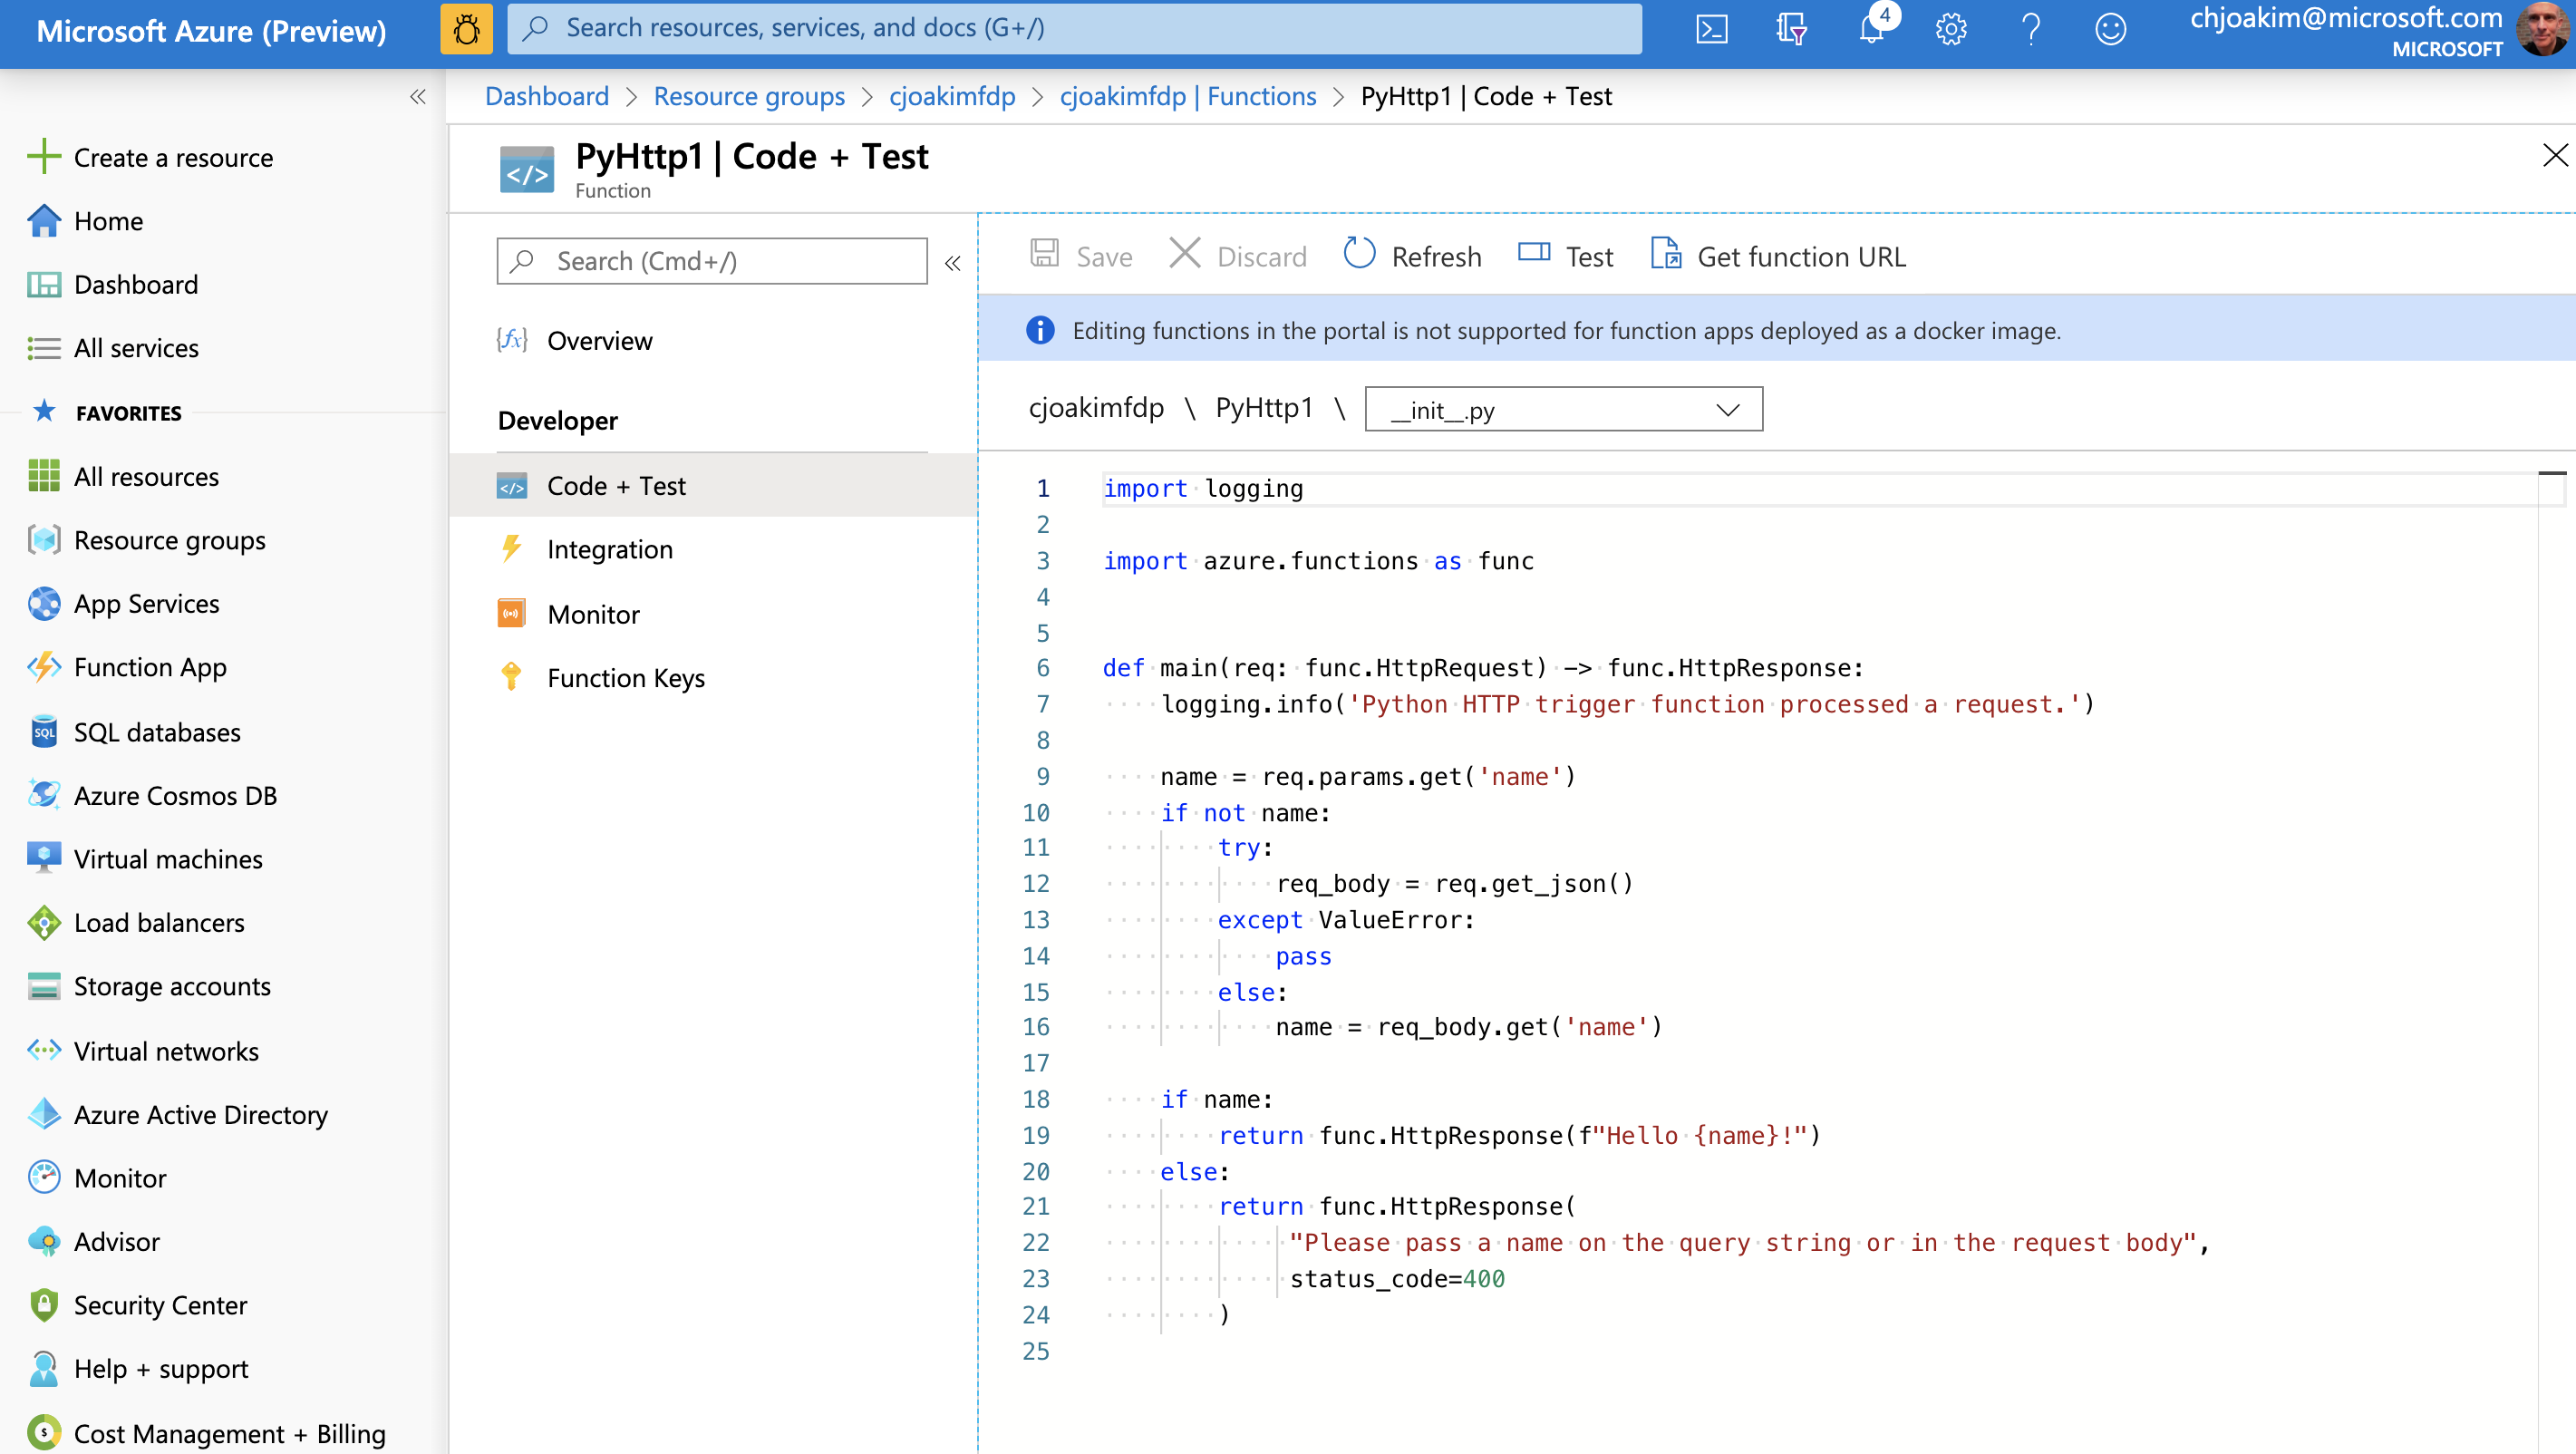 Microsoft Azure (Preview)
Search resources, services, and docs (G+/)
4
chjoakim@microsoft.com
MICROSOFT
Dashboard > Resource groups > cjoakimfdp > cjoakimfdp | Functions > PyHttp1 | Code + Test
Create a resource
Home
Dashboard
All services
FAVORITES
All resources
Resource groups
App Services
Function App
SQL databases
Azure Cosmos DB
Virtual machines
Load balancers
Storage accounts
Virtual networks
Azure Active Directory
Monitor
Advisor
Security Center
Help + support
Cost Management + Billing
PyHttp1 | Code + Test
Function
Search (Cmd+/)
Overview
Developer
Code + Test
Integration
Monitor
Function Keys
Save Discard Refresh Test Get function URL
Editing functions in the portal is not supported for function apps deployed as a docker image.
cjoakimfdp \ PyHttp1 \ __init__.py
1 import logging
2
3 import azure.functions as func
4
5
6 def main(req: func.HttpRequest) -> func.HttpResponse:
7     logging.info('Python HTTP trigger function processed a request.')
8
9     name = req.params.get('name')
10     if not name:
11         try:
12             req_body = req.get_json()
13         except ValueError:
14             pass
15         else:
16             name = req_body.get('name')
17
18     if name:
19         return func.HttpResponse(f"Hello {name}!")
20     else:
21         return func.HttpResponse(
22              "Please pass a name on the query string or in the request body",
23              status_code=400
24         )
25